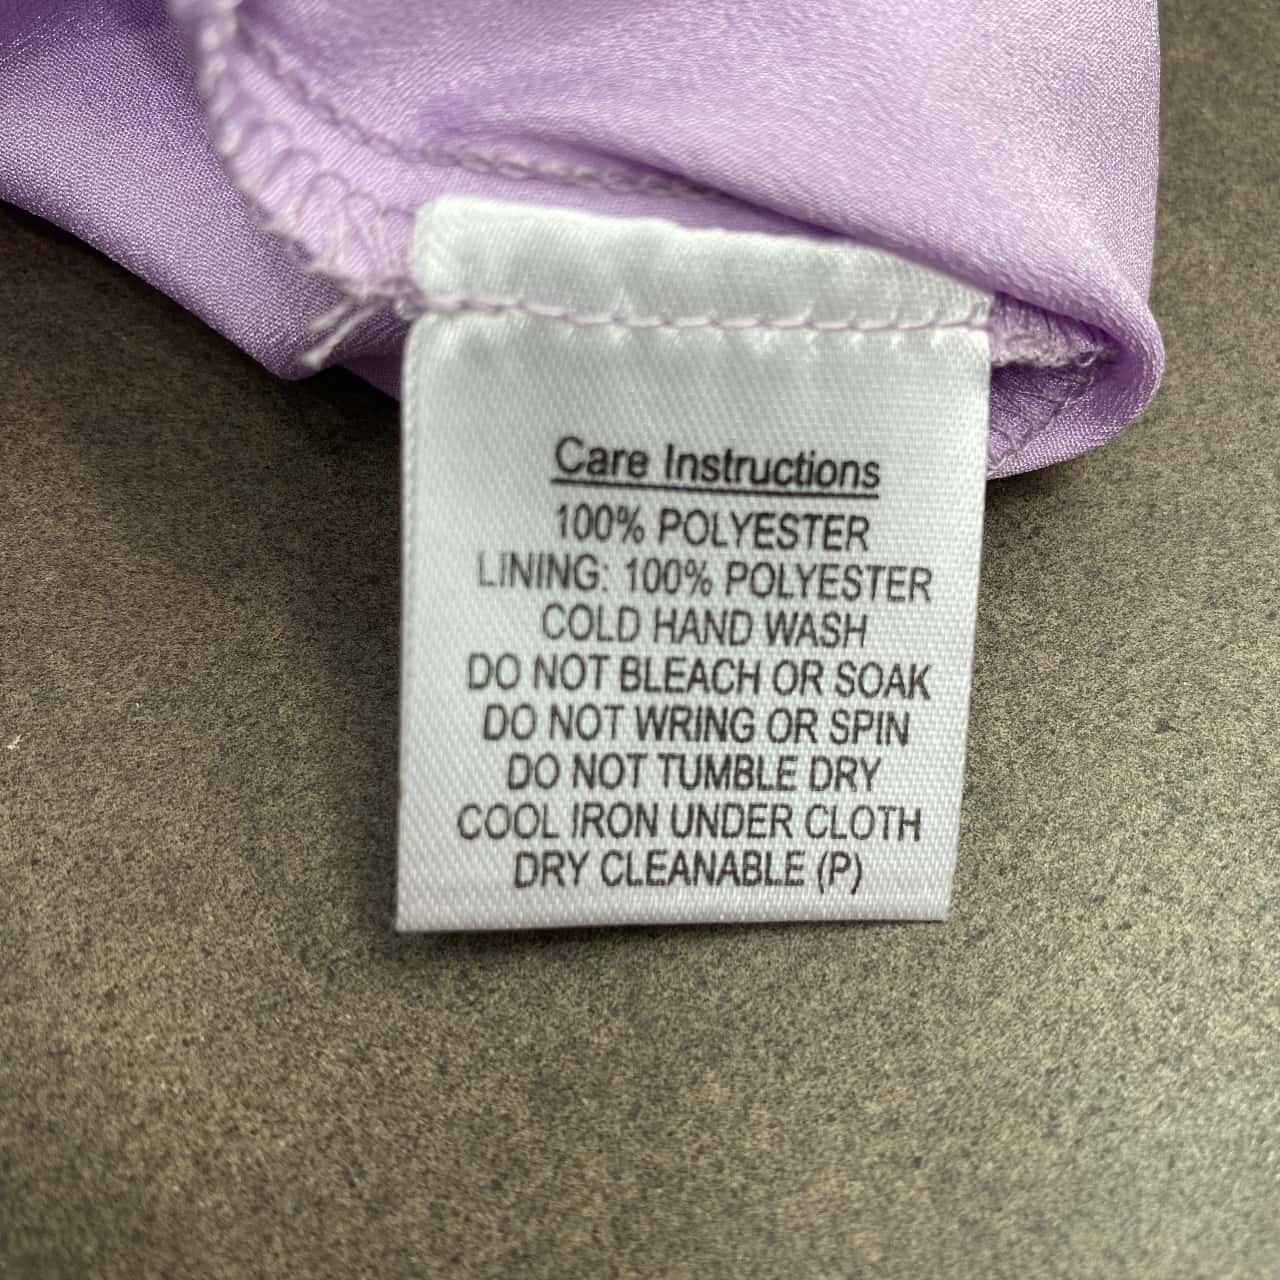 Care Instructions
100% POLYESTER
LINING: 100% POLYESTER
COLD HAND WASH
DO NOT BLEACH OR SOAK
DO NOT WRING OR SPIN
DO NOT TUMBLE DRY
COOL IRON UNDER CLOTH
DRY CLEANABLE (P)